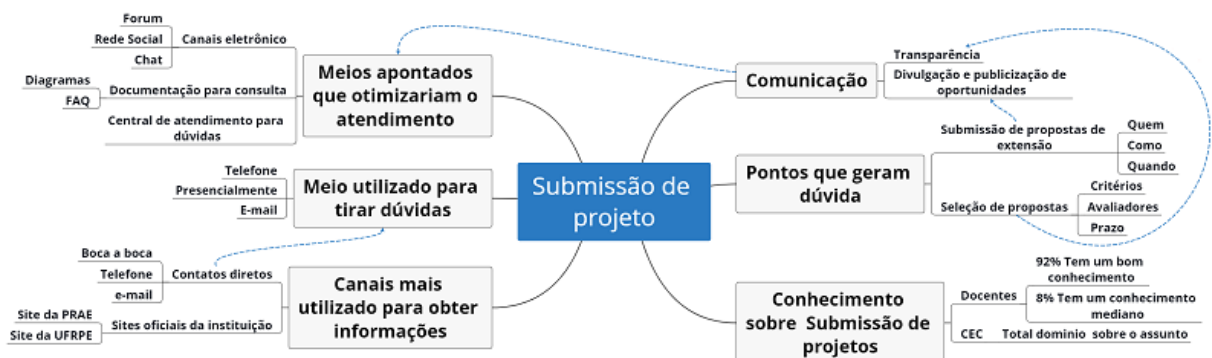 Submissão de
projeto
Meios apontados
que otimizariam o
atendimento
Canais eletrônico
Forum
Rede Social
Chat
Documentação para consulta
Diagramas
FAQ
Central de atendimento para
dúvidas
Meio utilizado para
tirar dúvidas
Telefone
Presencialmente
E-mail
Canais mais
utilizado para obter
informações
Contatos diretos
Boca a boca
Telefone
e-mail
Sites oficiais da instituição
Site da PRAE
Site da UFRPE
Comunicação
Transparência
Divulgação e publicização de
oportunidades
Pontos que geram
dúvida
Submissão de propostas de
extensão
Quem
Como
Quando
Seleção de propostas
Critérios
Avaliadores
Prazo
Conhecimento
sobre Submissão de
projetos
Docentes
92% Tem um bom
conhecimento
8% Tem um conhecimento
mediano
CEC
Total dominio sobre o assunto